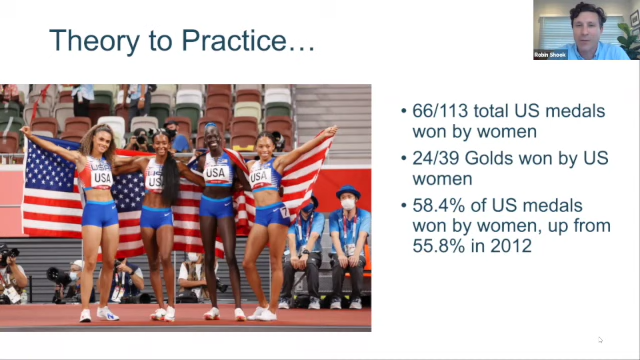 Theory to Practice…
Robin Shook
• 66/113 total US medals
won by women
• 24/39 Golds won by US
women
• 58.4% of US medals
won by women, up from
55.8% in 2012
USA
USA
USA
USA